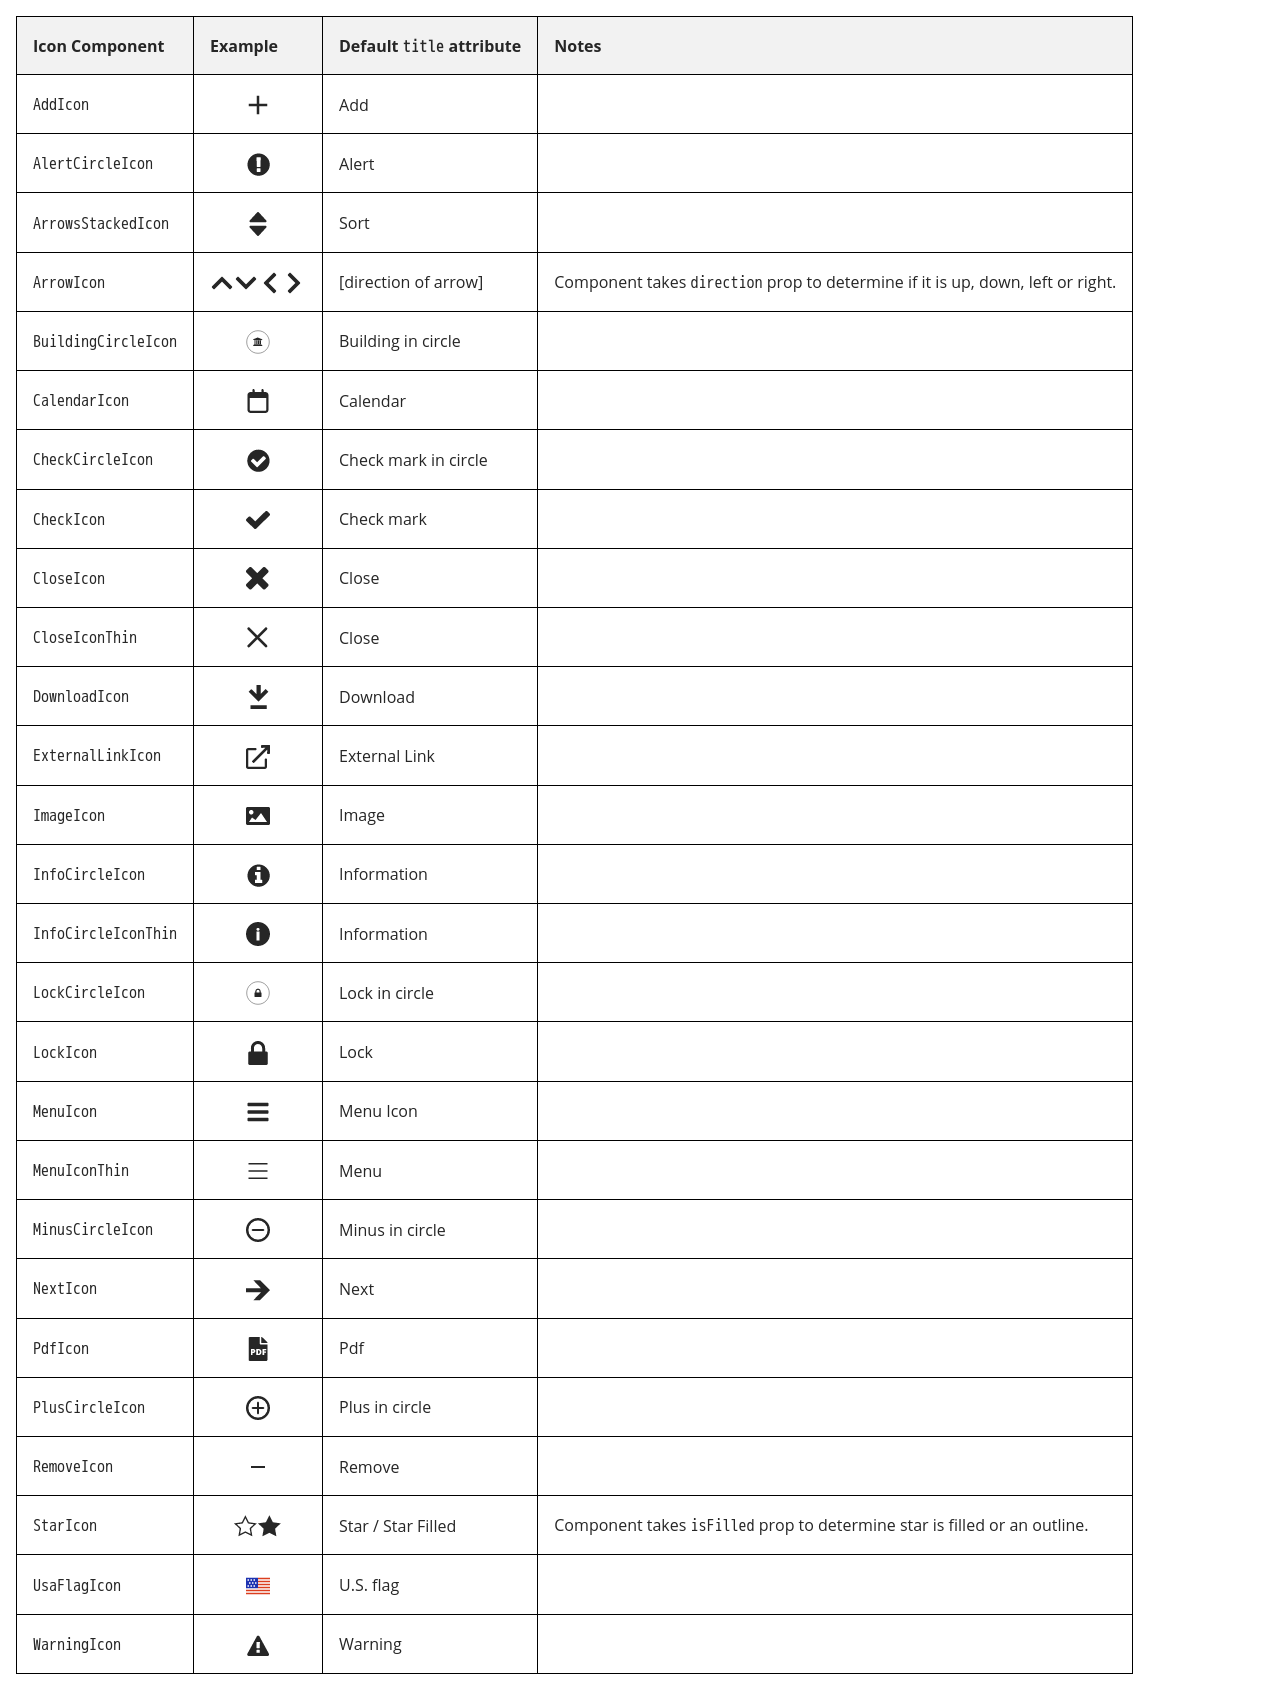 Icon Component Example Default title attribute Notes
AddIcon Add
AlertCircleIcon Alert
ArrowsStackedIcon Sort
ArrowIcon [direction of arrow] Component takes direction prop to determine if it is up, down, left or right.
BuildingCircleIcon Building in circle
CalendarIcon Calendar
CheckCircleIcon Check mark in circle
CheckIcon Check mark
CloseIcon Close
CloseIconThin Close
DownloadIcon Download
ExternalLinkIcon External Link
ImageIcon Image
InfoCircleIcon Information
InfoCircleIconThin Information
LockCircleIcon Lock in circle
LockIcon Lock
MenuIcon Menu Icon
MenuIconThin Menu
MinusCircleIcon Minus in circle
NextIcon Next
PdfIcon PDF Pdf
PlusCircleIcon Plus in circle
RemoveIcon Remove
StarIcon Star / Star Filled Component takes isFilled prop to determine star is filled or an outline.
UsaFlagIcon U.S. flag
WarningIcon Warning